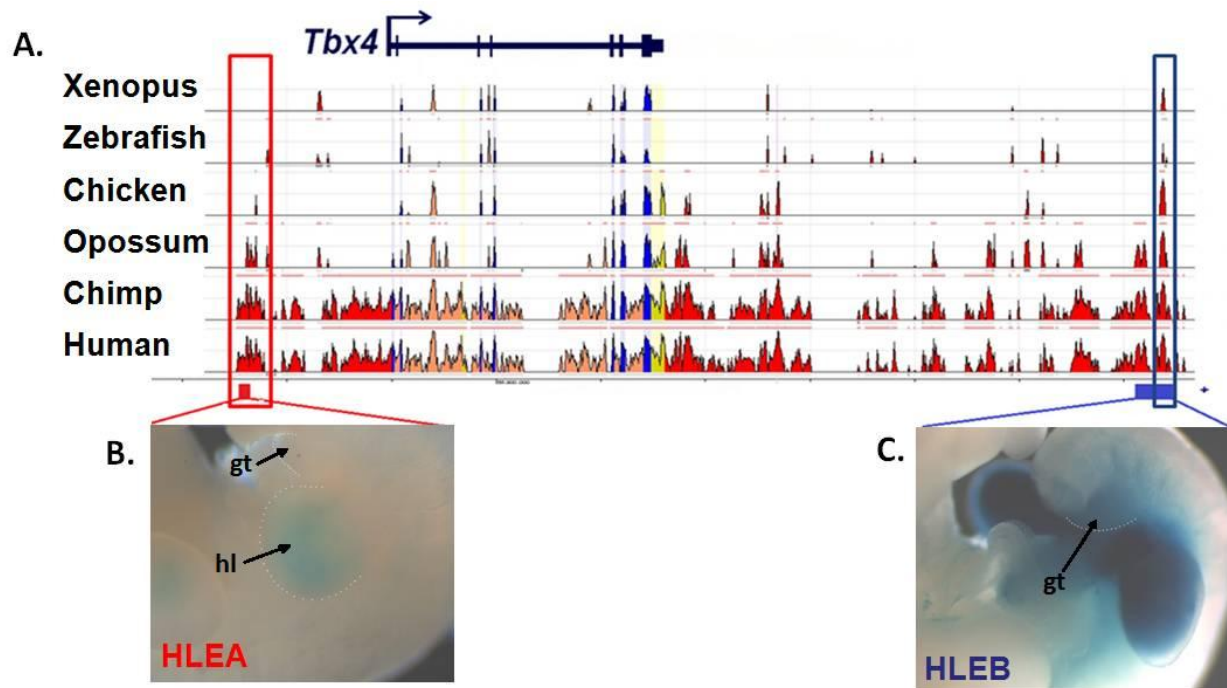 A.
Tbx4
Xenopus
Zebrafish
Chicken
Opossum
Chimp
Human
B.
gt
hl
HLEA
C.
gt
HLEB